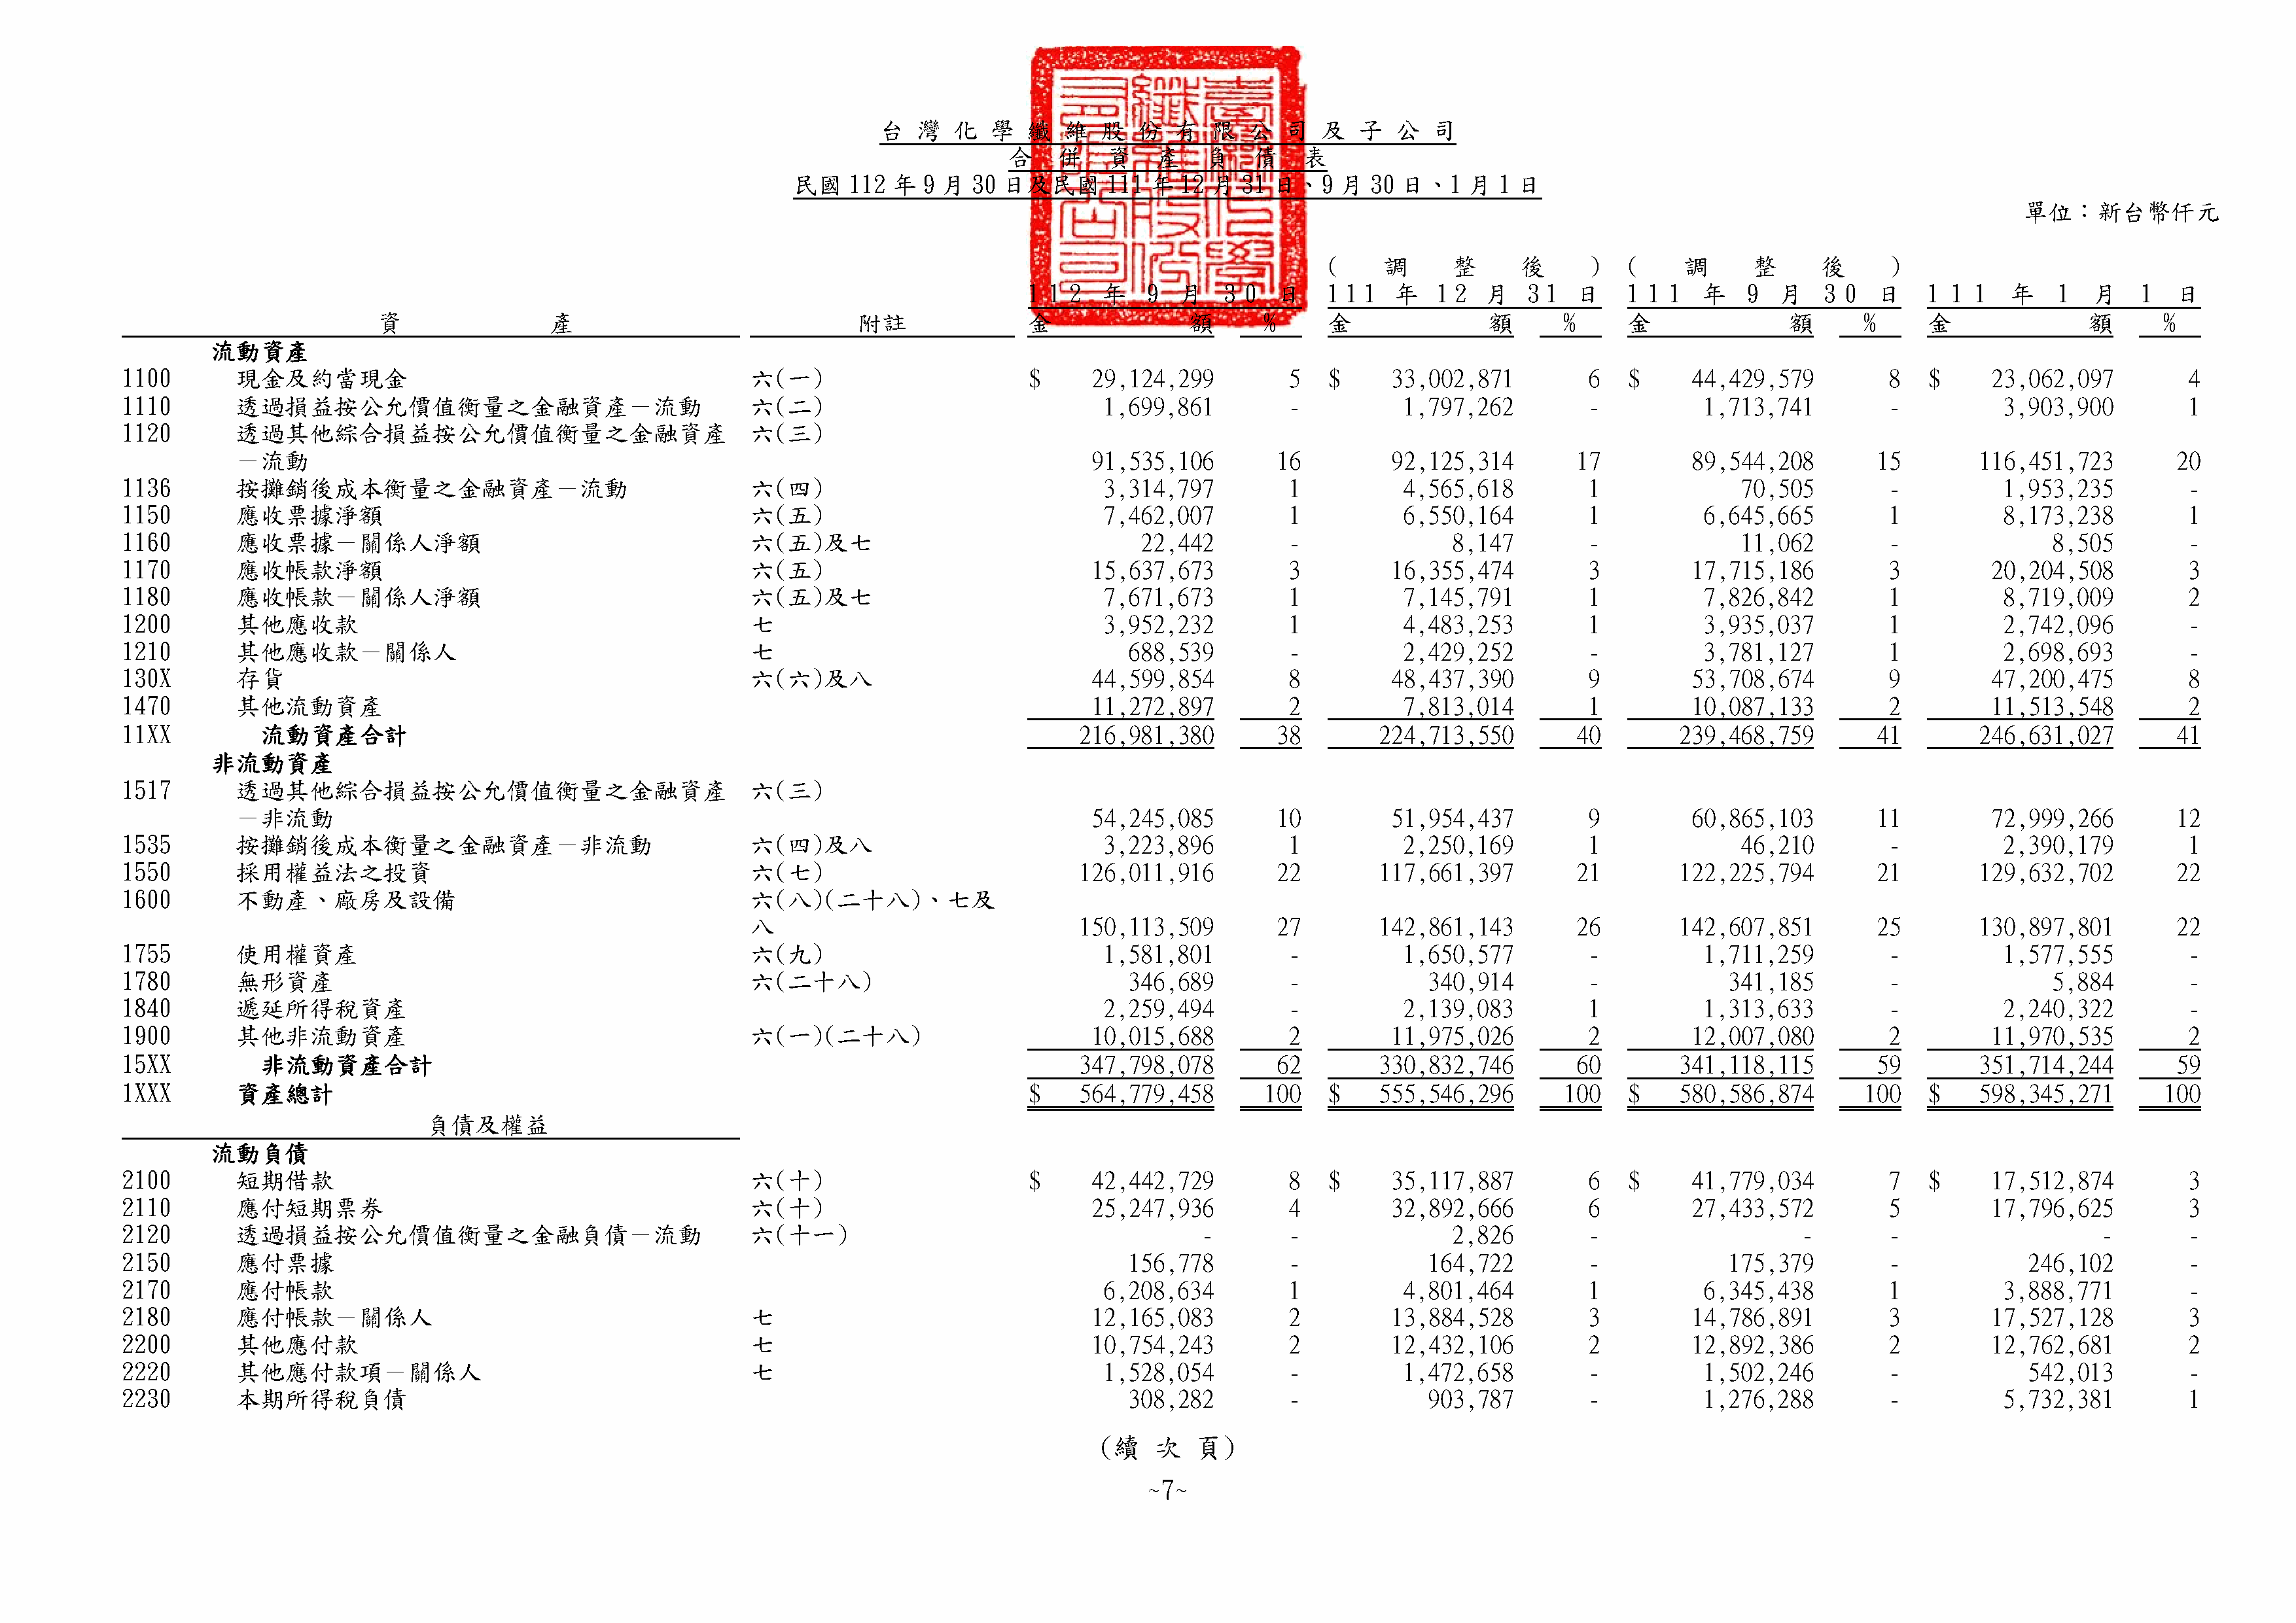 台灣化學纖維股份有限公司及子公司
合併資產負債表
民國112年9月30日及民國111年12月31日、9月30日、1月1日
單位：新台幣仟元
(調整後) (調整後)
112年9月30日 111年12月31日 111年9月30日 111年1月1日
資產 附註 金額 % 金額 % 金額 % 金額 %
流動資產
1100 現金及約當現金 六(一) $ 29,124,299 5 $ 33,002,871 6 $ 44,429,579 8 $ 23,062,097 4
1110 透過損益按公允價值衡量之金融資產－流動 六(二) 1,699,861 - 1,797,262 - 1,713,741 - 3,903,900 1
1120 透過其他綜合損益按公允價值衡量之金融資產 六(三)
－流動 91,535,106 16 92,125,314 17 89,544,208 15 116,451,723 20
1136 按攤銷後成本衡量之金融資產－流動 六(四) 3,314,797 1 4,565,618 1 70,505 - 1,953,235 -
1150 應收票據淨額 六(五) 7,462,007 1 6,550,164 1 6,645,665 1 8,173,238 1
1160 應收票據－關係人淨額 六(五)及七 22,442 - 8,147 - 11,062 - 8,505 -
1170 應收帳款淨額 六(五) 15,637,673 3 16,355,474 3 17,715,186 3 20,204,508 3
1180 應收帳款－關係人淨額 六(五)及七 7,671,673 1 7,145,791 1 7,826,842 1 8,719,009 2
1200 其他應收款 七 3,952,232 1 4,483,253 1 3,935,037 1 2,742,096 -
1210 其他應收款－關係人 七 688,539 - 2,429,252 - 3,781,127 1 2,698,693 -
130X 存貨 六(六)及八 44,599,854 8 48,437,390 9 53,708,674 9 47,200,475 8
1470 其他流動資產 11,272,897 2 7,813,014 1 10,087,133 2 11,513,548 2
11XX 流動資產合計 216,981,380 38 224,713,550 40 239,468,759 41 246,631,027 41
非流動資產
1517 透過其他綜合損益按公允價值衡量之金融資產 六(三)
－非流動 54,245,085 10 51,954,437 9 60,865,103 11 72,999,266 12
1535 按攤銷後成本衡量之金融資產－非流動 六(四)及八 3,223,896 1 2,250,169 1 46,210 - 2,390,179 1
1550 採用權益法之投資 六(七) 126,011,916 22 117,661,397 21 122,225,794 21 129,632,702 22
1600 不動產、廠房及設備 六(八)(二十八)、七及
八 150,113,509 27 142,861,143 26 142,607,851 25 130,897,801 22
1755 使用權資產 六(九) 1,581,801 - 1,650,577 - 1,711,259 - 1,577,555 -
1780 無形資產 六(二十八) 346,689 - 340,914 - 341,185 - 5,884 -
1840 遞延所得稅資產 2,259,494 - 2,139,083 1 1,313,633 - 2,240,322 -
1900 其他非流動資產 六(一)(二十八) 10,015,688 2 11,975,026 2 12,007,080 2 11,970,535 2
15XX 非流動資產合計 347,798,078 62 330,832,746 60 341,118,115 59 351,714,244 59
1XXX 資產總計 $ 564,779,458 100 $ 555,546,296 100 $ 580,586,874 100 $ 598,345,271 100
負債及權益
流動負債
2100 短期借款 六(十) $ 42,442,729 8 $ 35,117,887 6 $ 41,779,034 7 $ 17,512,874 3
2110 應付短期票券 六(十) 25,247,936 4 32,892,666 6 27,433,572 5 17,796,625 3
2120 透過損益按公允價值衡量之金融負債－流動 六(十一) - - 2,826 - - - - -
2150 應付票據 156,778 - 164,722 - 175,379 - 246,102 -
2170 應付帳款 6,208,634 1 4,801,464 1 6,345,438 1 3,888,771 -
2180 應付帳款－關係人 七 12,165,083 2 13,884,528 3 14,786,891 3 17,527,128 3
2200 其他應付款 七 10,754,243 2 12,432,106 2 12,892,386 2 12,762,681 2
2220 其他應付款項－關係人 七 1,528,054 - 1,472,658 - 1,502,246 - 542,013 -
2230 本期所得稅負債 308,282 - 903,787 - 1,276,288 - 5,732,381 1
(續次頁)
~7~